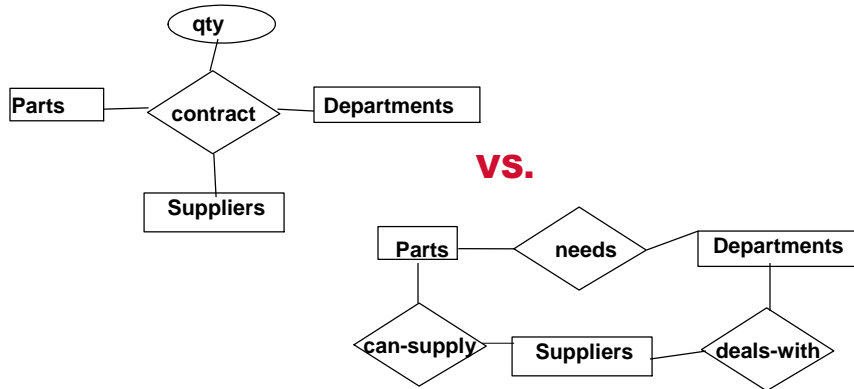 qty
Parts
contract
Departments
Suppliers
vs.
Parts
needs
Departments
can-supply
Suppliers
deals-with